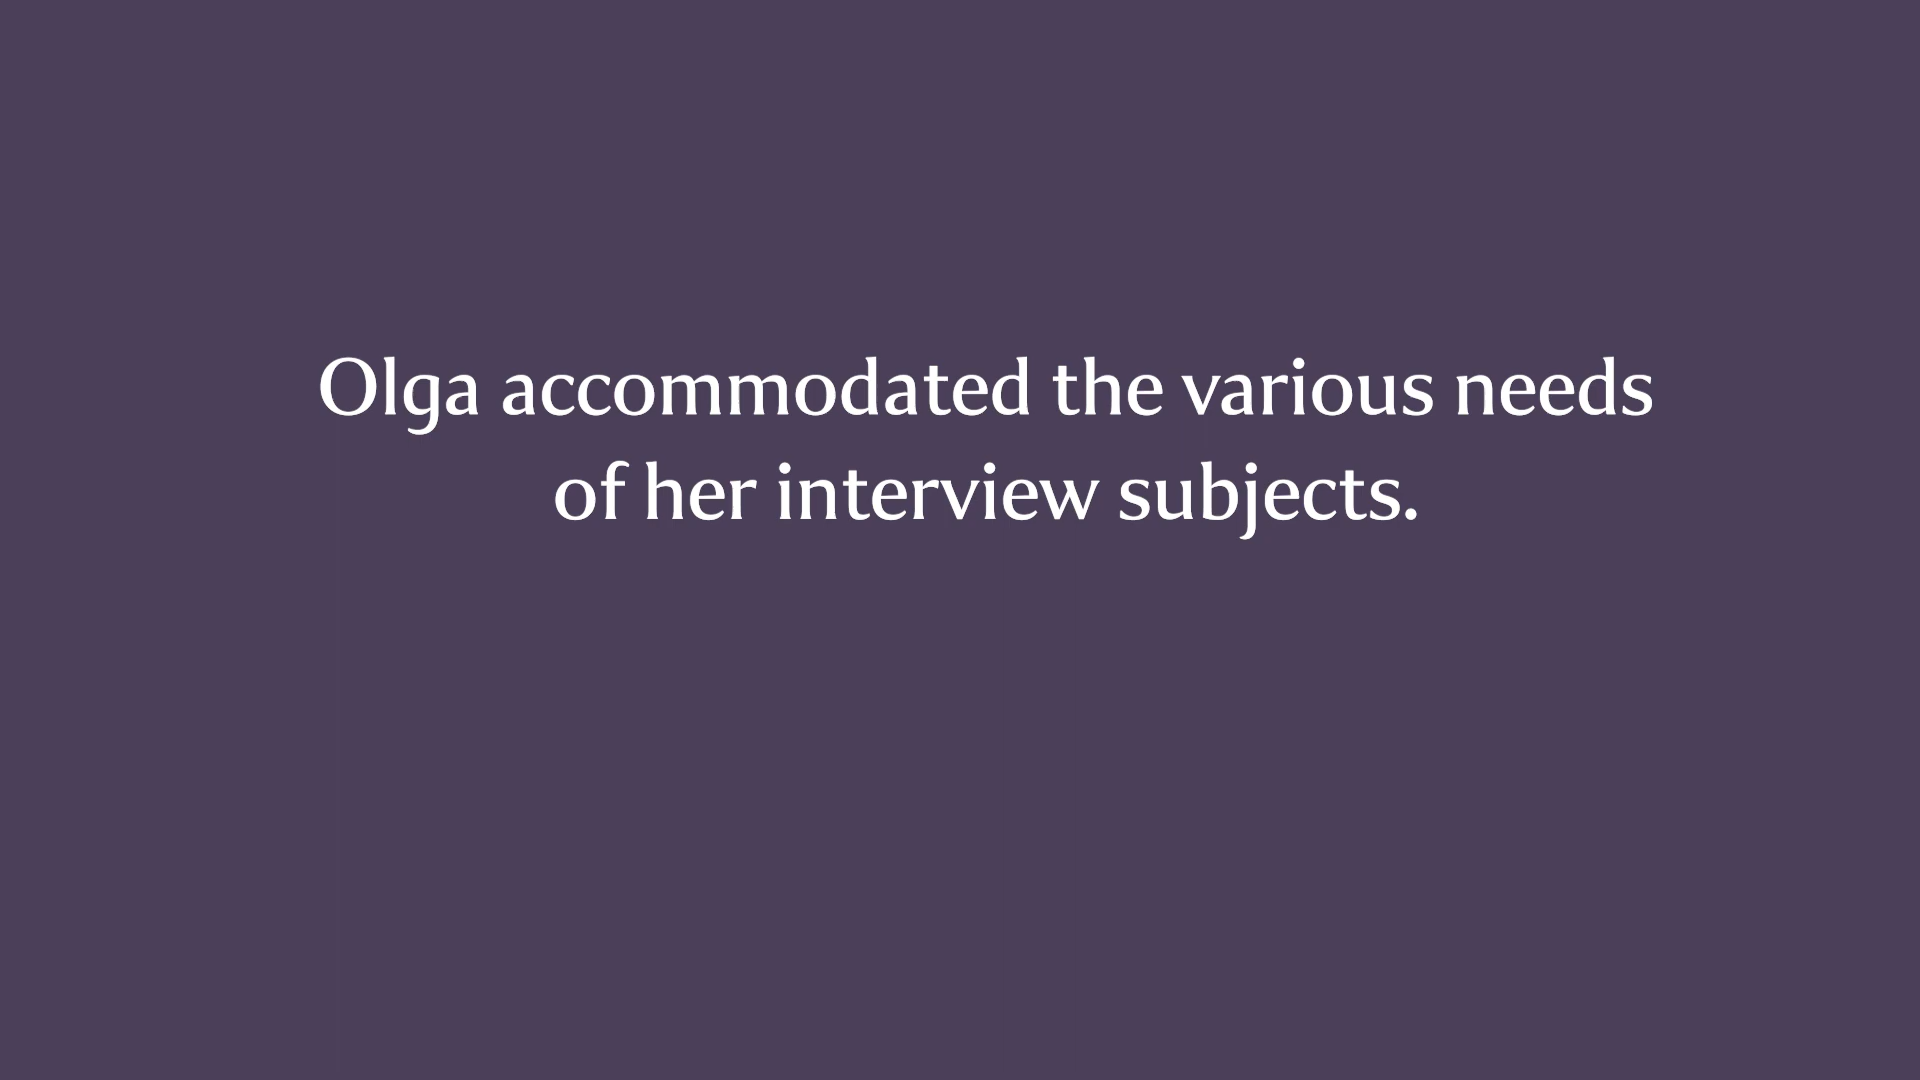 Olga accommodated the various needs
of her interview subjects.